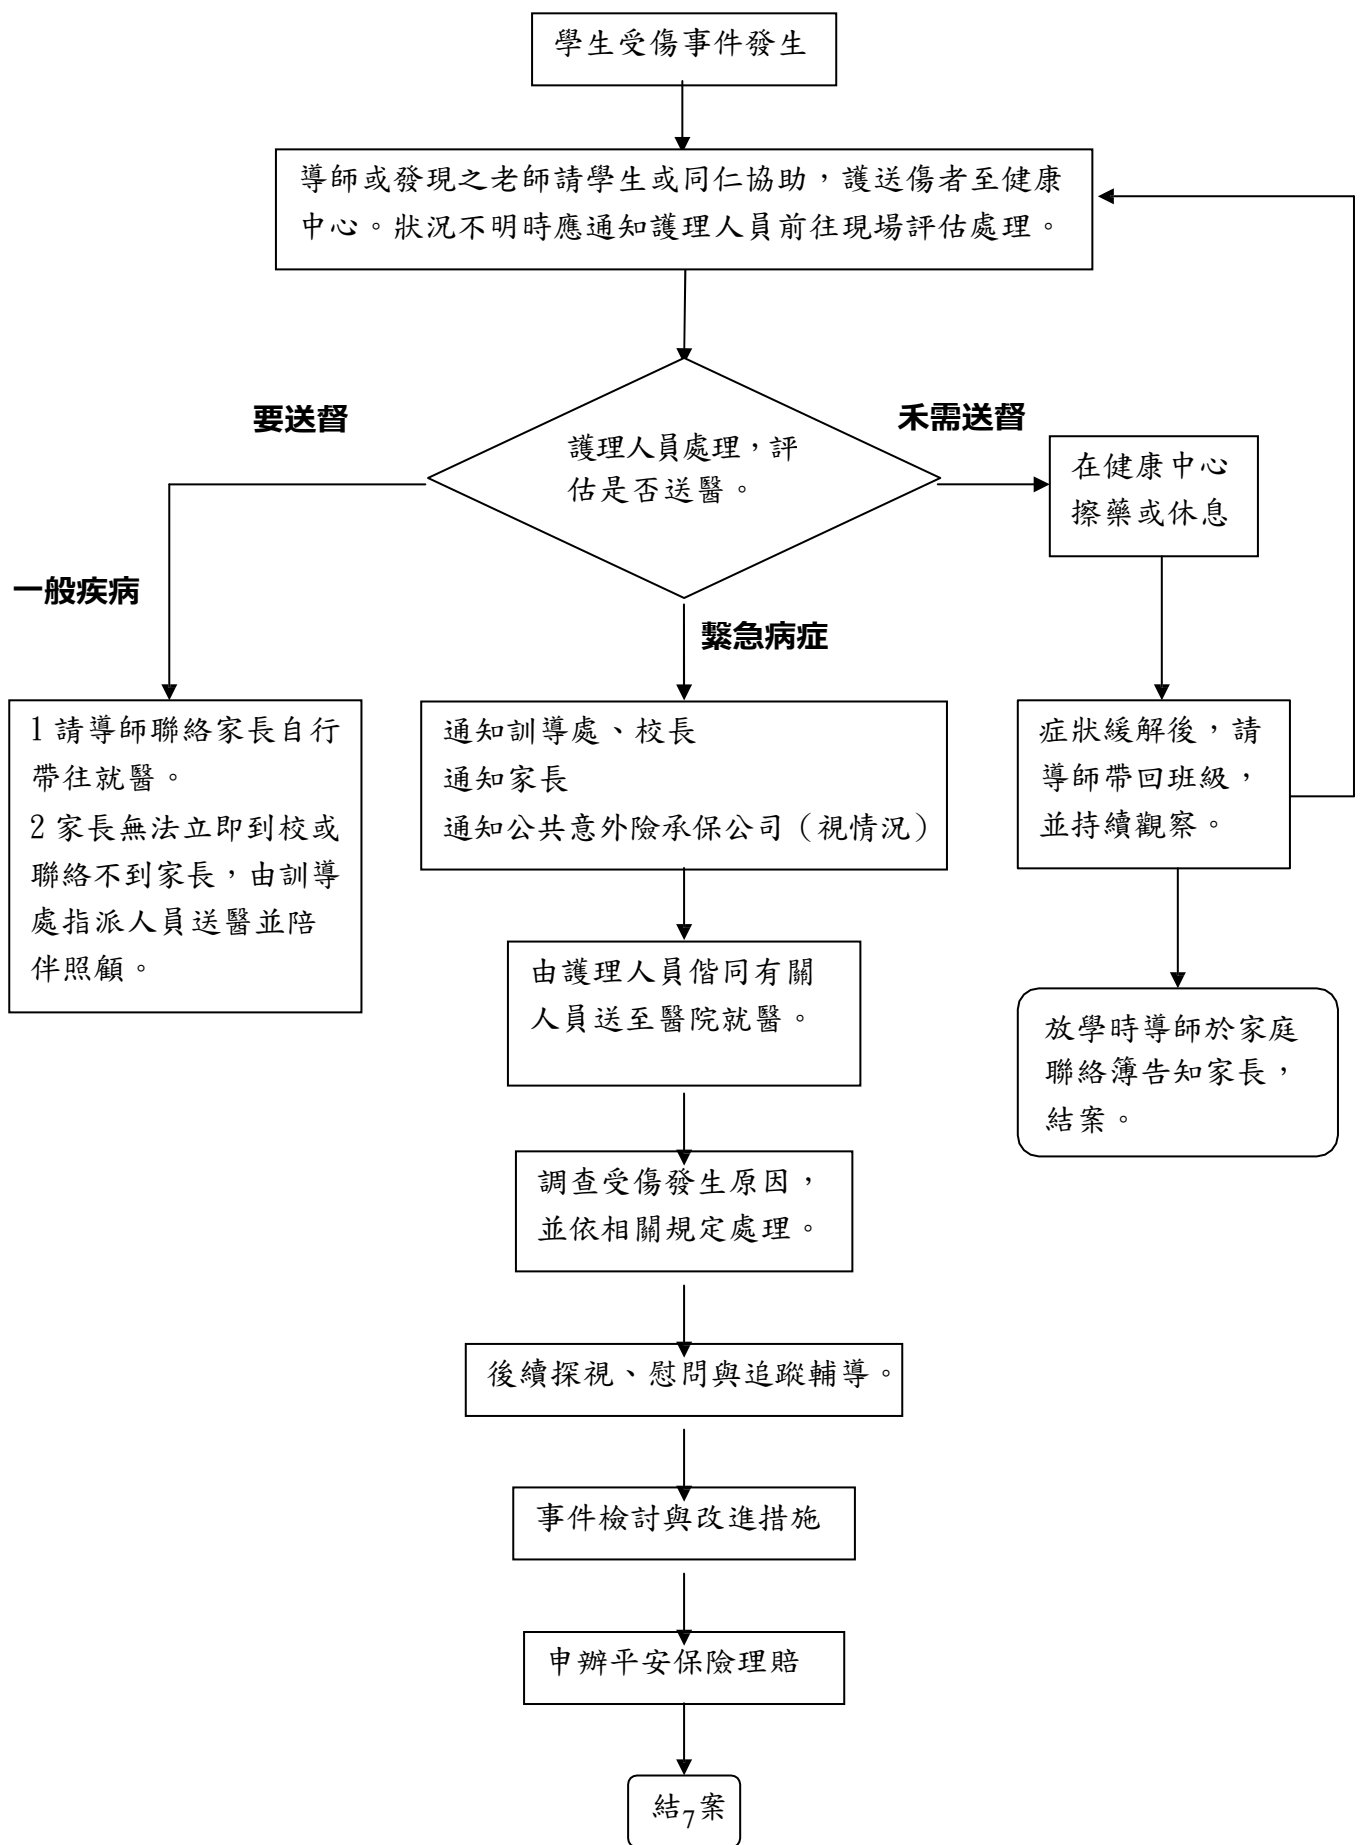 學生受傷事件發生
導師或發現之老師請學生或同仁協助，護送傷者至健康
中心。狀況不明時應通知護理人員前往現場評估處理。
要送督
禾需送督
護理人員處理，評
估是否送醫。
在健康中心
擦藥或休息
一般疾病
繄急病症
1 請導師聯絡家長自行
帶往就醫。
2 家長無法立即到校或
聯絡不到家長，由訓導
處指派人員送醫並陪
伴照顧。
通知訓導處、校長
通知家長
通知公共意外險承保公司（視情況）
症狀緩解後，請
導師帶回班級，
並持續觀察。
由護理人員偕同有關
人員送至醫院就醫。
放學時導師於家庭
聯絡簿告知家長，
結案。
調查受傷發生原因，
並依相關規定處理。
後續探視、慰問與追蹤輔導。
事件檢討與改進措施
申辦平安保險理賠
結7案